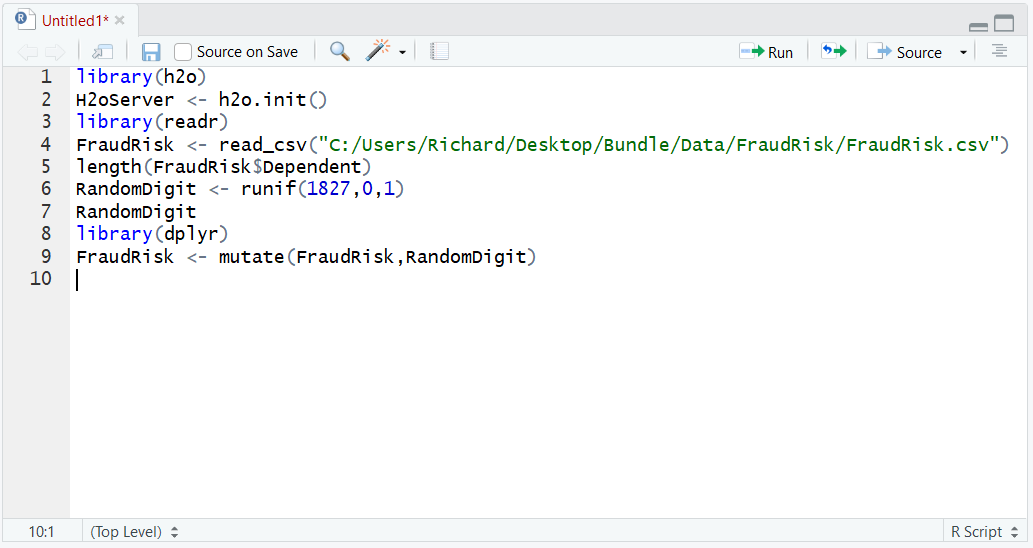 Untitled1*
Source on Save
Run
Source
1 library(h2o)
2 H2oServer <- h2o.init()
3 library(readr)
4 FraudRisk <- read_csv("C:/Users/Richard/Desktop/Bundle/Data/FraudRisk/FraudRisk.csv")
5 length(FraudRisk$Dependent)
6 RandomDigit <- runif(1827,0,1)
7 RandomDigit
8 library(dplyr)
9 FraudRisk <- mutate(FraudRisk,RandomDigit)
10
10:1 (Top Level) R Script